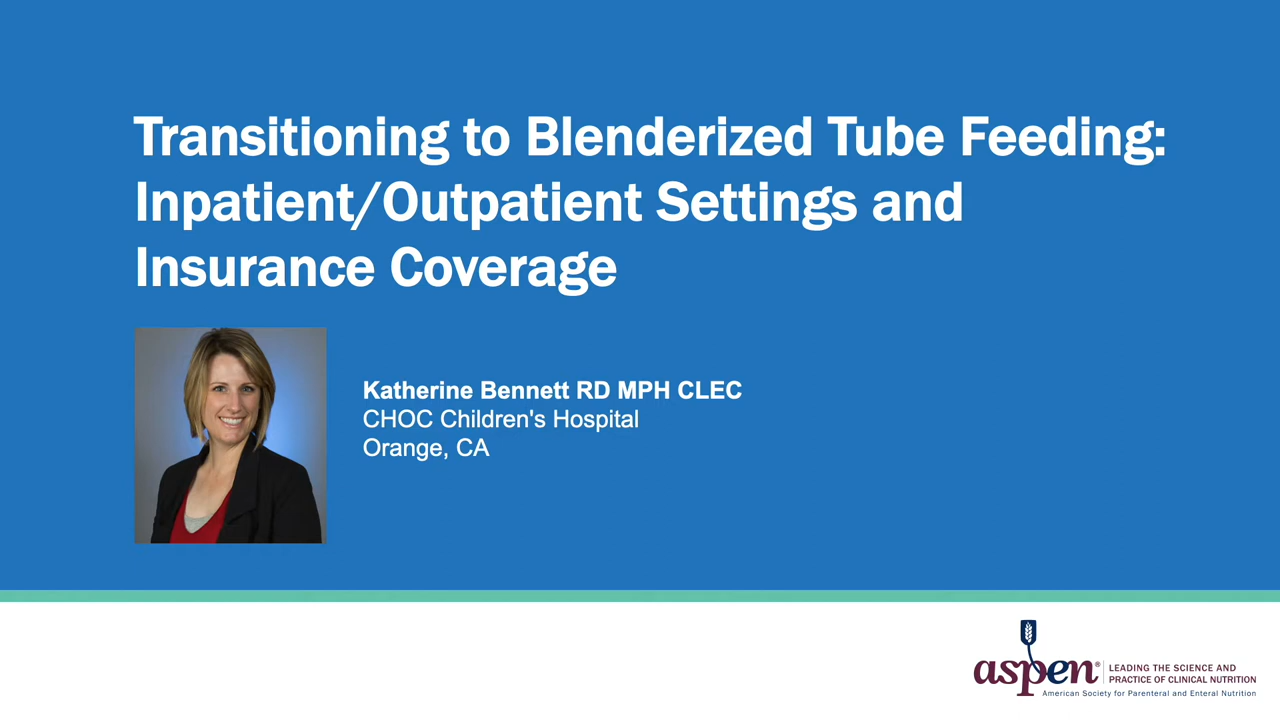 Transitioning to Blenderized Tube Feeding:
Inpatient/Outpatient Settings and
Insurance Coverage
Katherine Bennett RD MPH CLEC
CHOC Children's Hospital
Orange, CA
aspen®
LEADING THE SCIENCE AND
PRACTICE OF CLINICAL NUTRITION
American Society for Parenteral and Enteral Nutrition